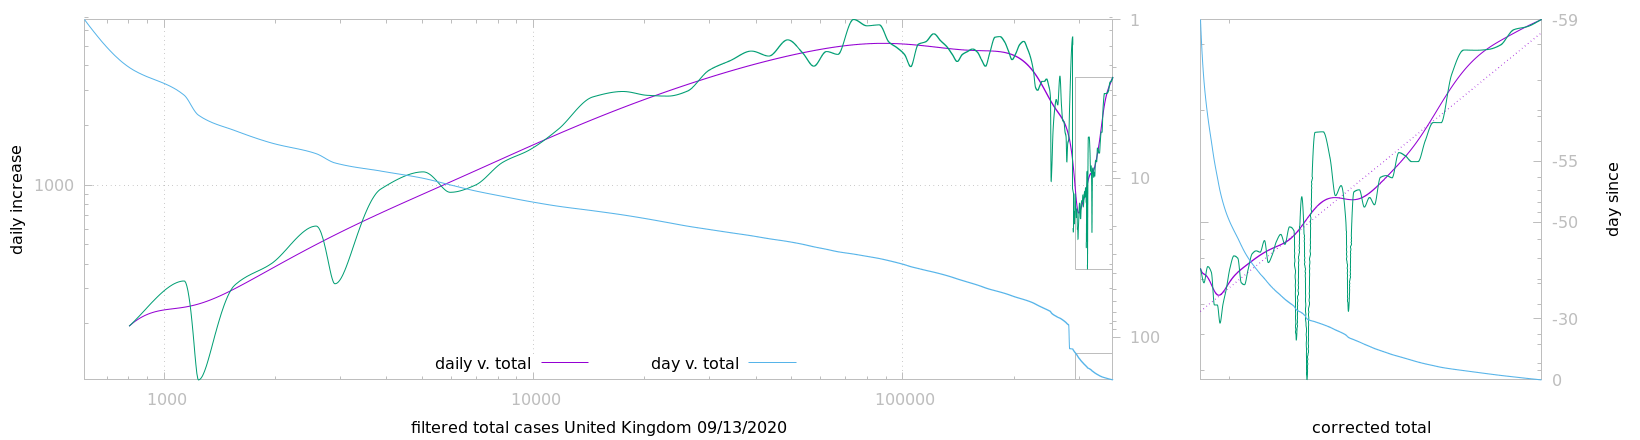 1
-59
-55
1000
10
-50
-30
100
daily v. total
day v. total
0
1000
10000
100000
daily increase
day since
filtered total cases United Kingdom 09/13/2020
corrected total